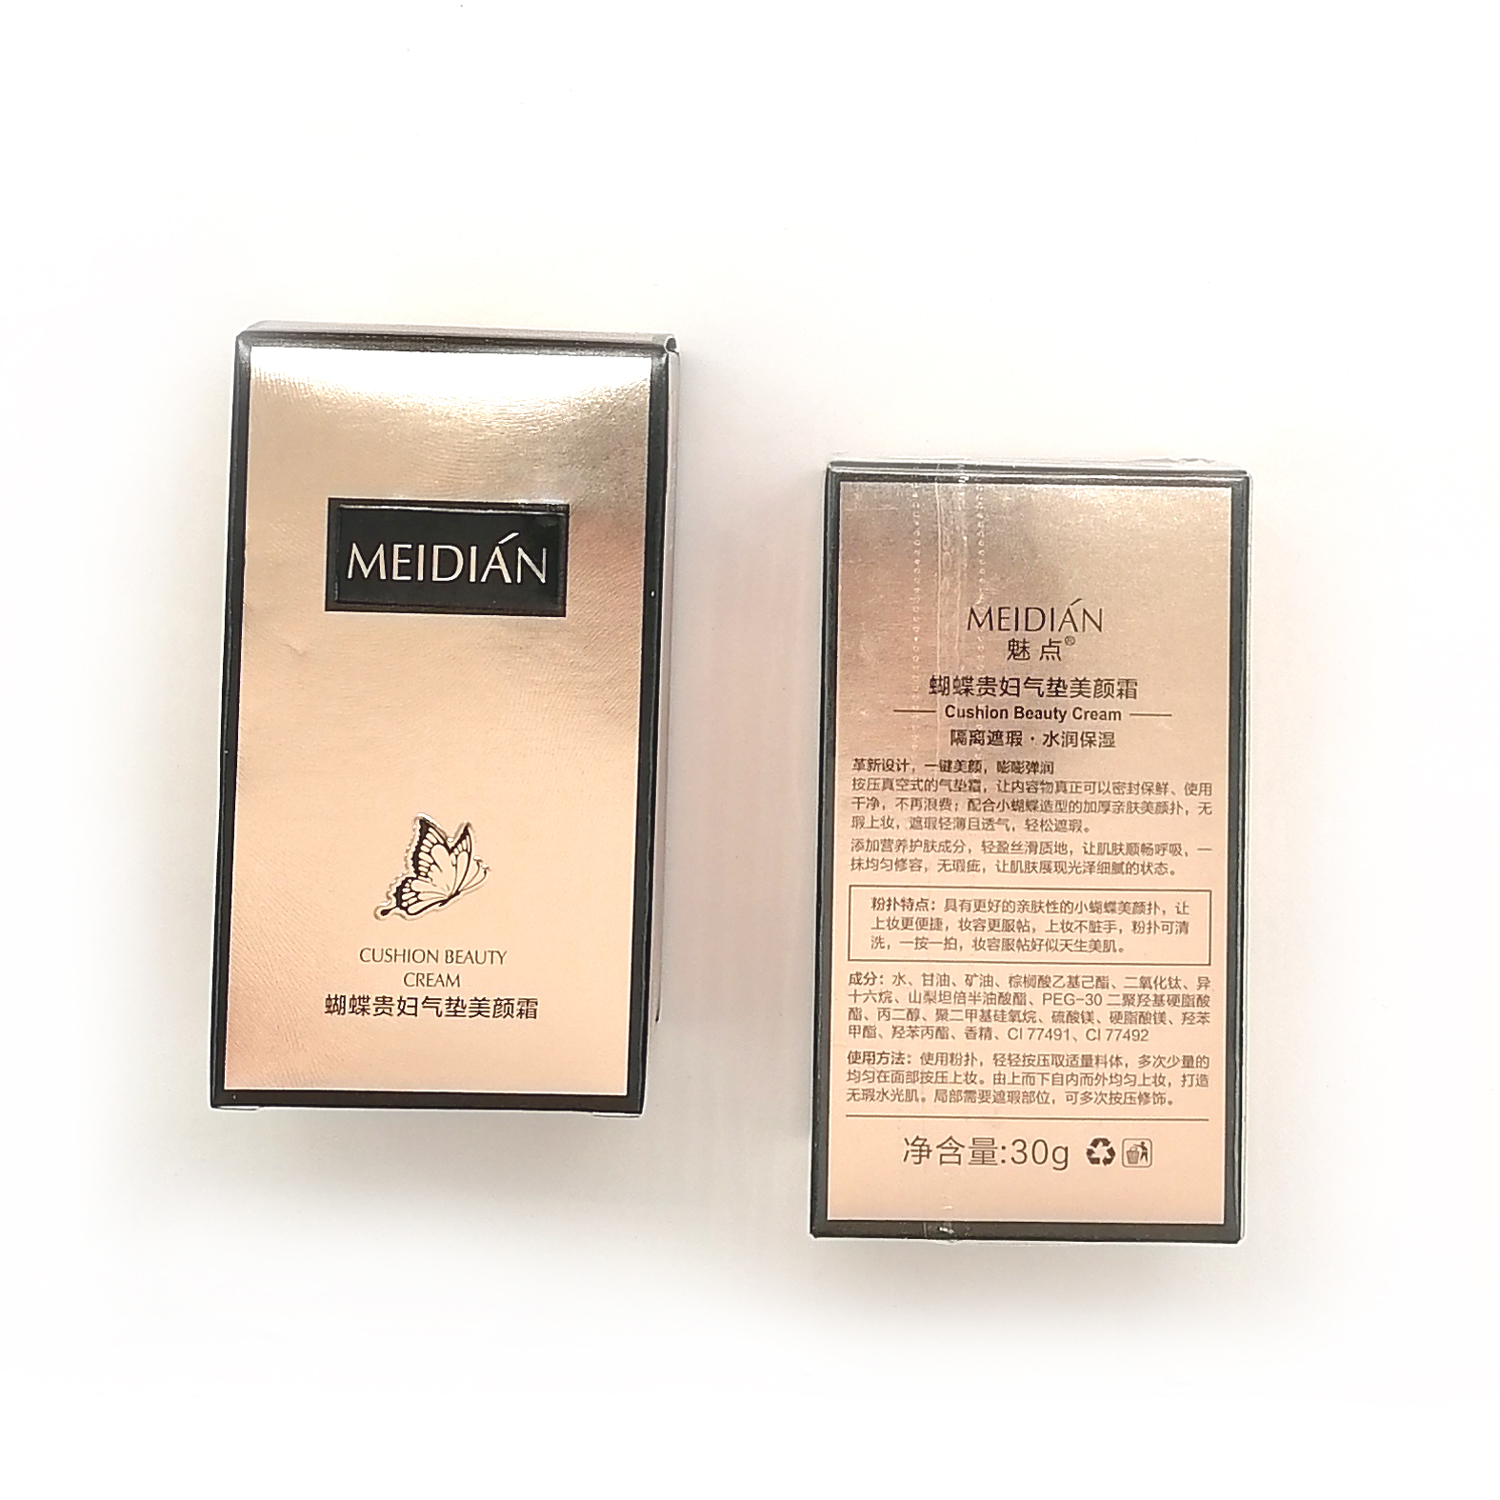 MEIDIÁN
CUSHION BEAUTY
CREAM
蝴蝶贵妇气垫美颜霜
MEIDIÁN
魅点®
蝴蝶贵妇气垫美颜霜
Cushion Beauty Cream
隔离遮瑕·水润保湿
革新设计，一键美颜，嘭嘭弹润
按压真空式的气垫霜，让内容物真正可以密封保鲜、使用
干净，不再浪费；配合小蝴蝶造型的加厚亲肤美颜扑，无
瑕上妆，遮瑕轻薄且透气，轻松遮瑕。
添加营养护肤成分，轻盈丝滑质地，让肌肤顺畅呼吸，一
抹均匀修容，无瑕疵，让肌肤展现光泽细腻的状态。
粉扑特点：具有更好的亲肤性的小蝴蝶美颜扑，让
上妆更便捷，妆容更服帖，上妆不脏手，粉扑可清
洗，一按一拍，妆容服帖好似天生美肌。
成分：水、甘油、矿油、棕榈酸乙基己酯、二氧化钛、异
十六烷、山梨坦倍半油酸酯、PEG-30 二聚羟基硬脂酸
酯、丙二醇、聚二甲基硅氧烷、硫酸镁、硬脂酸镁、羟苯
甲酯、羟苯丙酯、香精、CI 77491、CI 77492
使用方法：使用粉扑，轻轻按压取适量料体，多次少量的
均匀在面部按压上妆。由上而下自内而外均匀上妆，打造
无瑕水光肌。局部需要遮瑕部位，可多次按压修饰。
净含量:30g